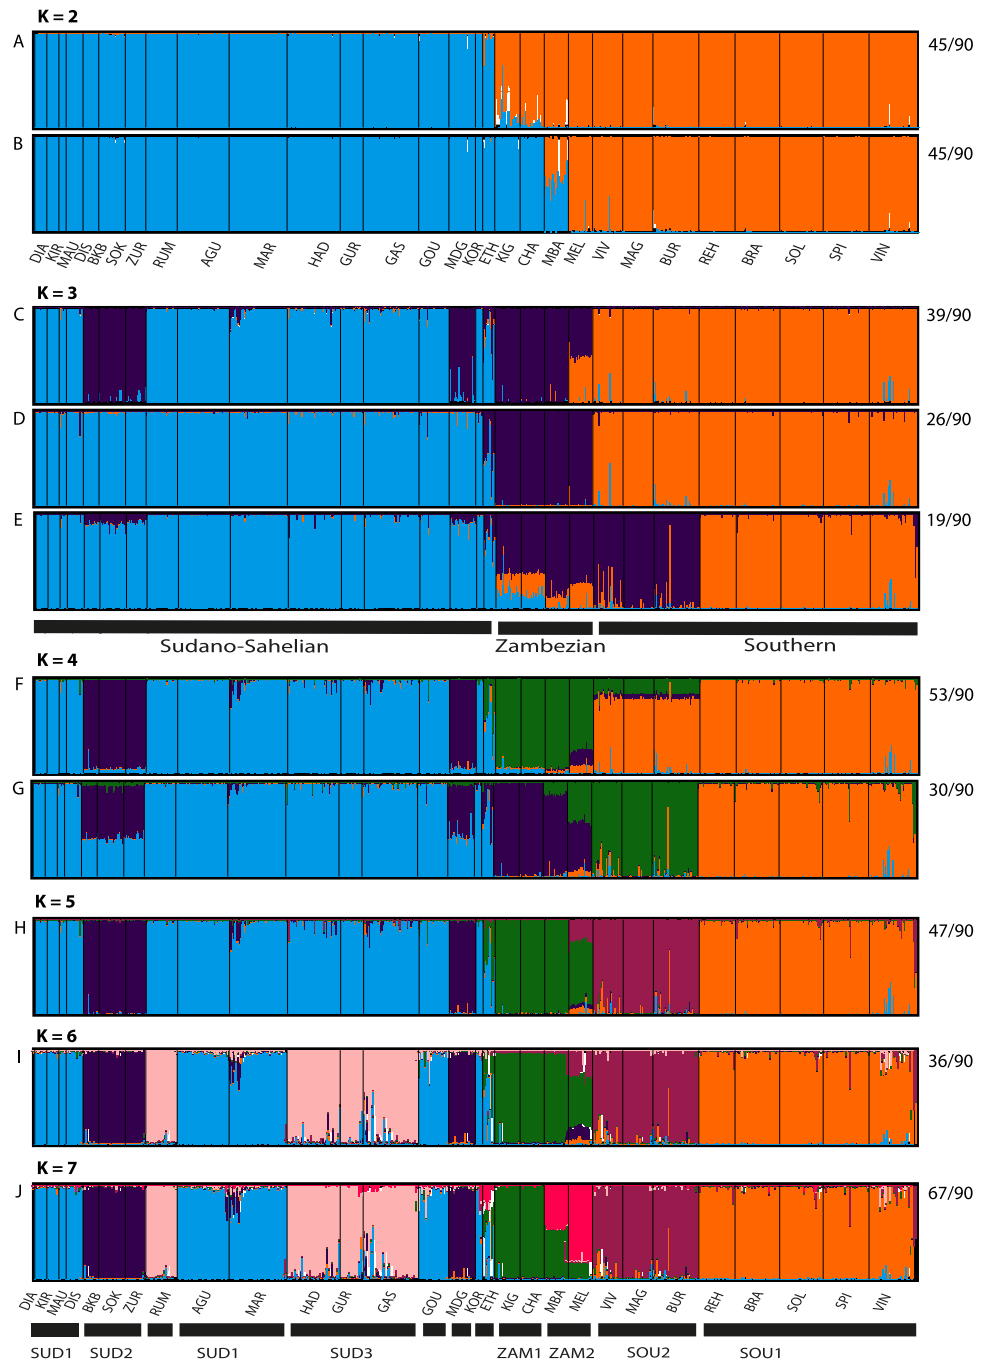 K = 2
A 45/90
B 45/90
DIA KIR MAU DIS BKB SOK ZUR RUM AGU MAR HAD GUR GAS GOU MDG KOR ETH KIG CHA MBA MEL VIV MAG BUR REH BRA SOL SPI VIN
K = 3
C 39/90
D 26/90
E 19/90
Sudano-Sahelian Zambezian Southern
K = 4
F 53/90
G 30/90
K = 5
H 47/90
K = 6
I 36/90
K = 7
J 67/90
DIA KIR MAU DIS BKB SOK ZUR RUM AGU MAR HAD GUR GAS GOU MDG KOR ETH KIG CHA MBA MEL VIV MAG BUR REH BRA SOL SPI VIN
SUD1 SUD2 SUD1 SUD3 ZAM1 ZAM2 SOU2 SOU1